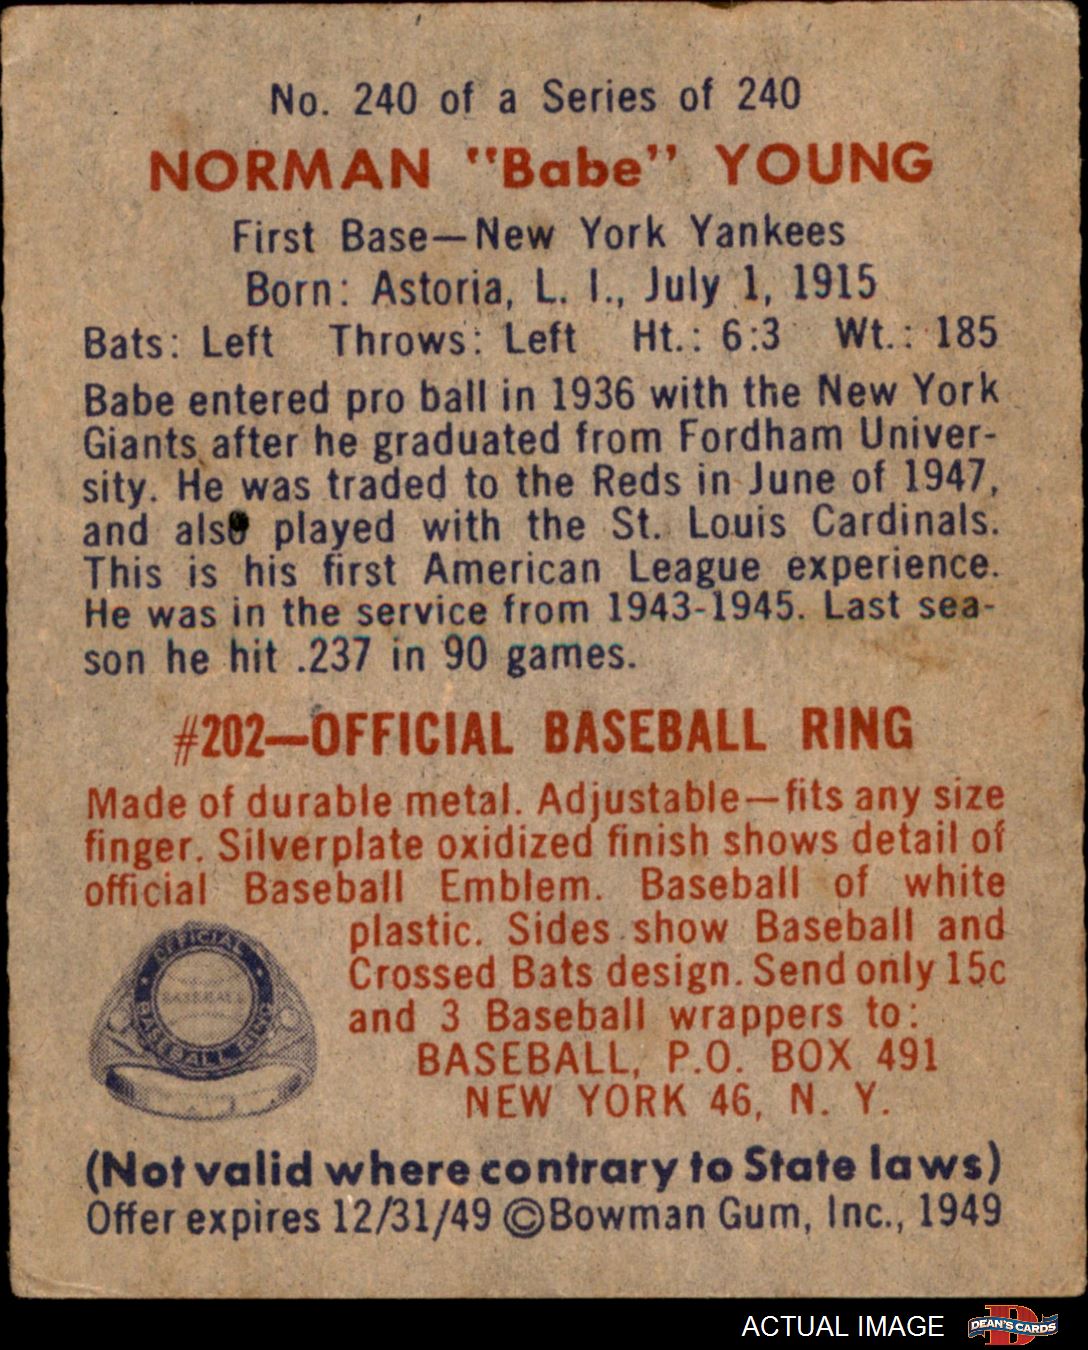 No. 240 of a Series of 240
NORMAN "Babe" YOUNG
First Base—New York Yankees
Born: Astoria, L. I., July 1, 1915
Bats: Left Throws: Left Ht.: 6:3 Wt.: 185
Babe entered pro ball in 1936 with the New York
Giants after he graduated from Fordham Univer-
sity. He was traded to the Reds in June of 1947,
and also played with the St. Louis Cardinals.
This is his first American League experience.
He was in the service from 1943-1945. Last sea-
son he hit .237 in 90 games.
#202—OFFICIAL BASEBALL RING
Made of durable metal. Adjustable—fits any size
finger. Silverplate oxidized finish shows detail of
official Baseball Emblem. Baseball of white
plastic. Sides show Baseball and
Crossed Bats design. Send only 15c
and 3 Baseball wrappers to:
BASEBALL, P.O. BOX 491
NEW YORK 46, N. Y.
OFFICIAL
BASEBALL
BASEBALL RING
(Not valid where contrary to State laws)
Offer expires 12/31/49 ©Bowman Gum, Inc., 1949
ACTUAL IMAGE
DEAN'S CARDS